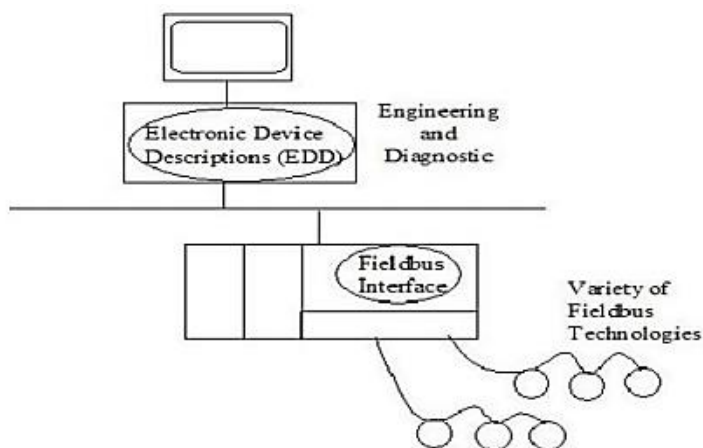 Electronic Device
Descriptions (EDD)
Engineering
and
Diagnostic
Fieldbus
Interface
Variety of
Fieldbus
Technologies